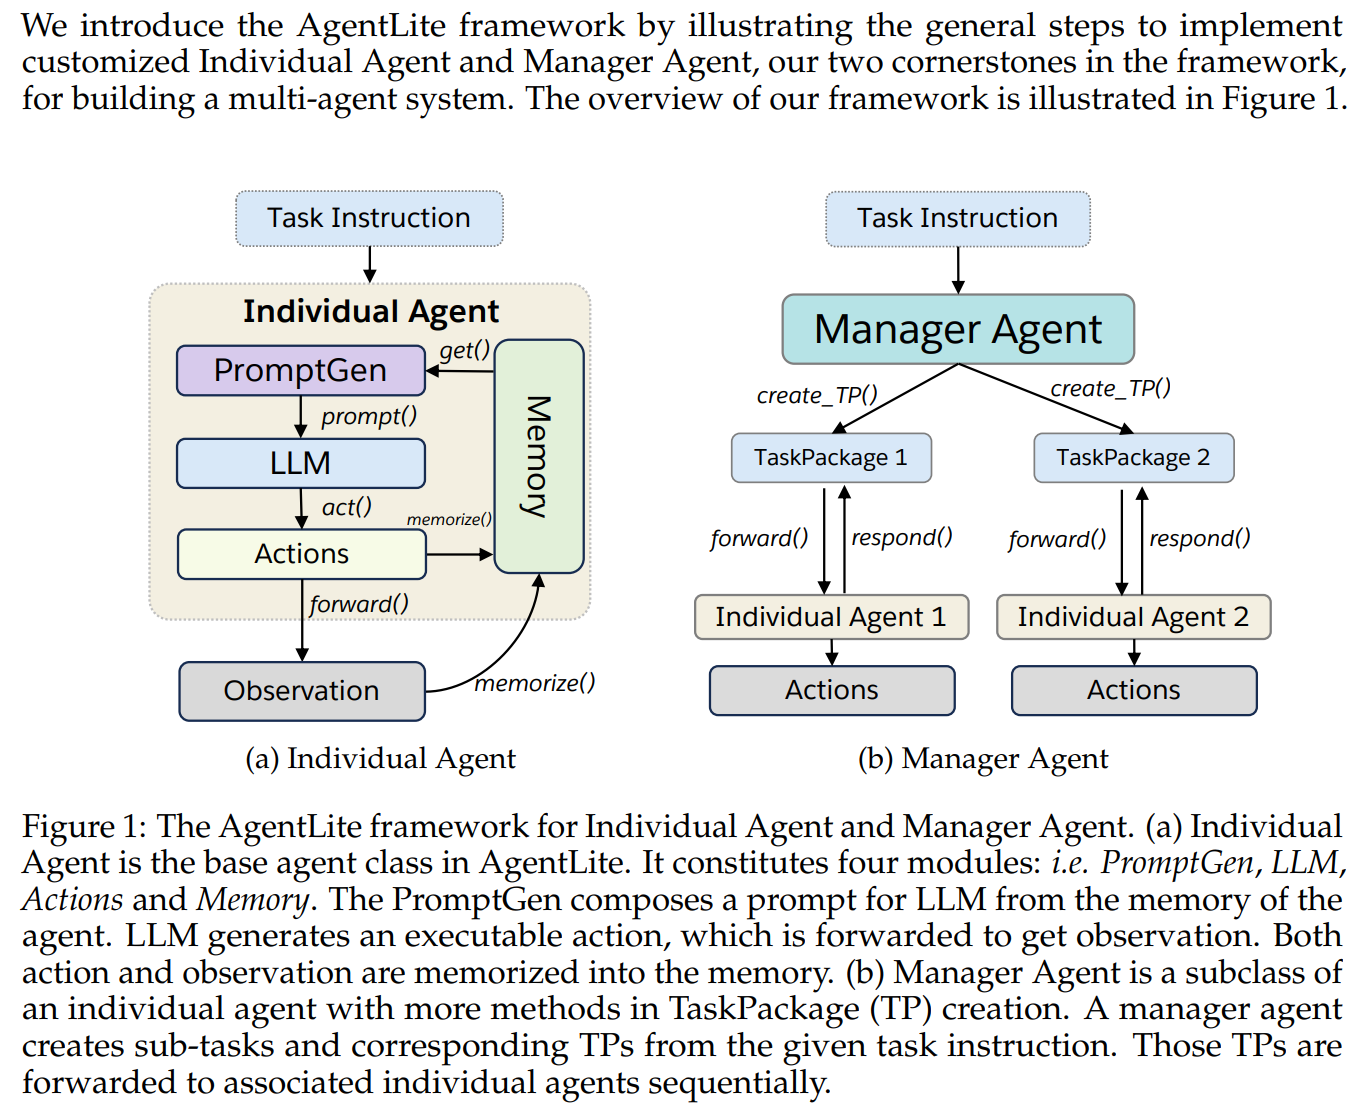 We introduce the AgentLite framework by illustrating the general steps to implement
customized Individual Agent and Manager Agent, our two cornerstones in the framework,
for building a multi-agent system. The overview of our framework is illustrated in Figure 1.
Task Instruction
Individual Agent
PromptGen
get()
Memory
prompt()
LLM
act()
memorize()
Actions
forward()
Observation
memorize()
(a) Individual Agent
Task Instruction
Manager Agent
create_TP()
create_TP()
TaskPackage 1
TaskPackage 2
forward()
respond()
forward()
respond()
Individual Agent 1
Individual Agent 2
Actions
Actions
(b) Manager Agent
Figure 1: The AgentLite framework for Individual Agent and Manager Agent. (a) Individual
Agent is the base agent class in AgentLite. It constitutes four modules: i.e. PromptGen, LLM,
Actions and Memory. The PromptGen composes a prompt for LLM from the memory of the
agent. LLM generates an executable action, which is forwarded to get observation. Both
action and observation are memorized into the memory. (b) Manager Agent is a subclass of
an individual agent with more methods in TaskPackage (TP) creation. A manager agent
creates sub-tasks and corresponding TPs from the given task instruction. Those TPs are
forwarded to associated individual agents sequentially.